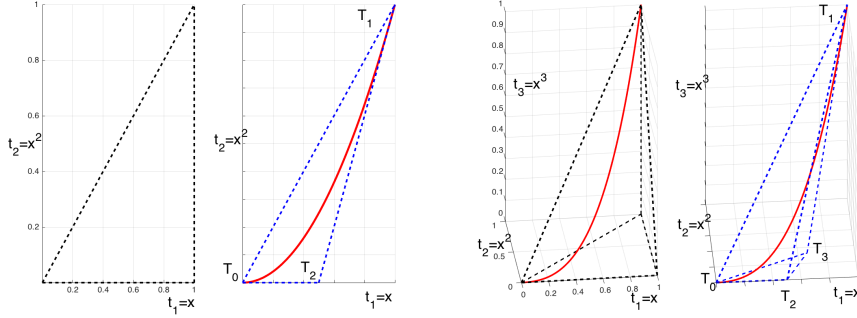 1
0.8
0.6
t₂=x²
0.4
0.2
0.2 0.4 0.6 0.8 1
t₁=x
T₁
t₂=x²
T₀
T₂
t₁=x
1
0.9
0.8
0.7
t₃=x³
0.6
0.5
0.4
0.3
0.2
0.1
0
1
t₂=x²
0.5
0
0 0.2 0.4 0.6 0.8 1
t₁=x
T₁
t₃=x³
t₂=x²
T₃
T₀
T₂
t₁=x